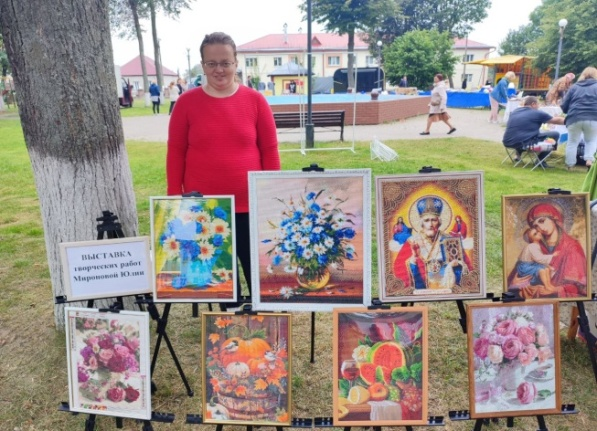 ВЫСТАВКА
творческих работ
Мироновой Юлии